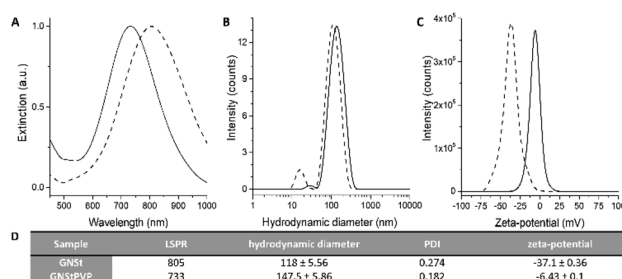 A
B
C
Extinction (a.u.)
1.0
0.5
0.0
500 600 700 800 900 1000
Wavelength (nm)
Intensity (counts)
12
9
6
3
0
1 10 100 1000 10000
Hydrodynamic diameter (nm)
Intensity (counts)
4x10⁵
3x10⁵
2x10⁵
1x10⁵
0
-100 -75 -50 -25 0 25 50 75 100
Zeta-potential (mV)
D
Sample LSPR hydrodynamic diameter PDI zeta-potential
GNSt 805 118 ± 5.56 0.274 -37.1 ± 0.36
GNStPVP 733 147.5 ± 5.86 0.182 -6.43 ± 0.1